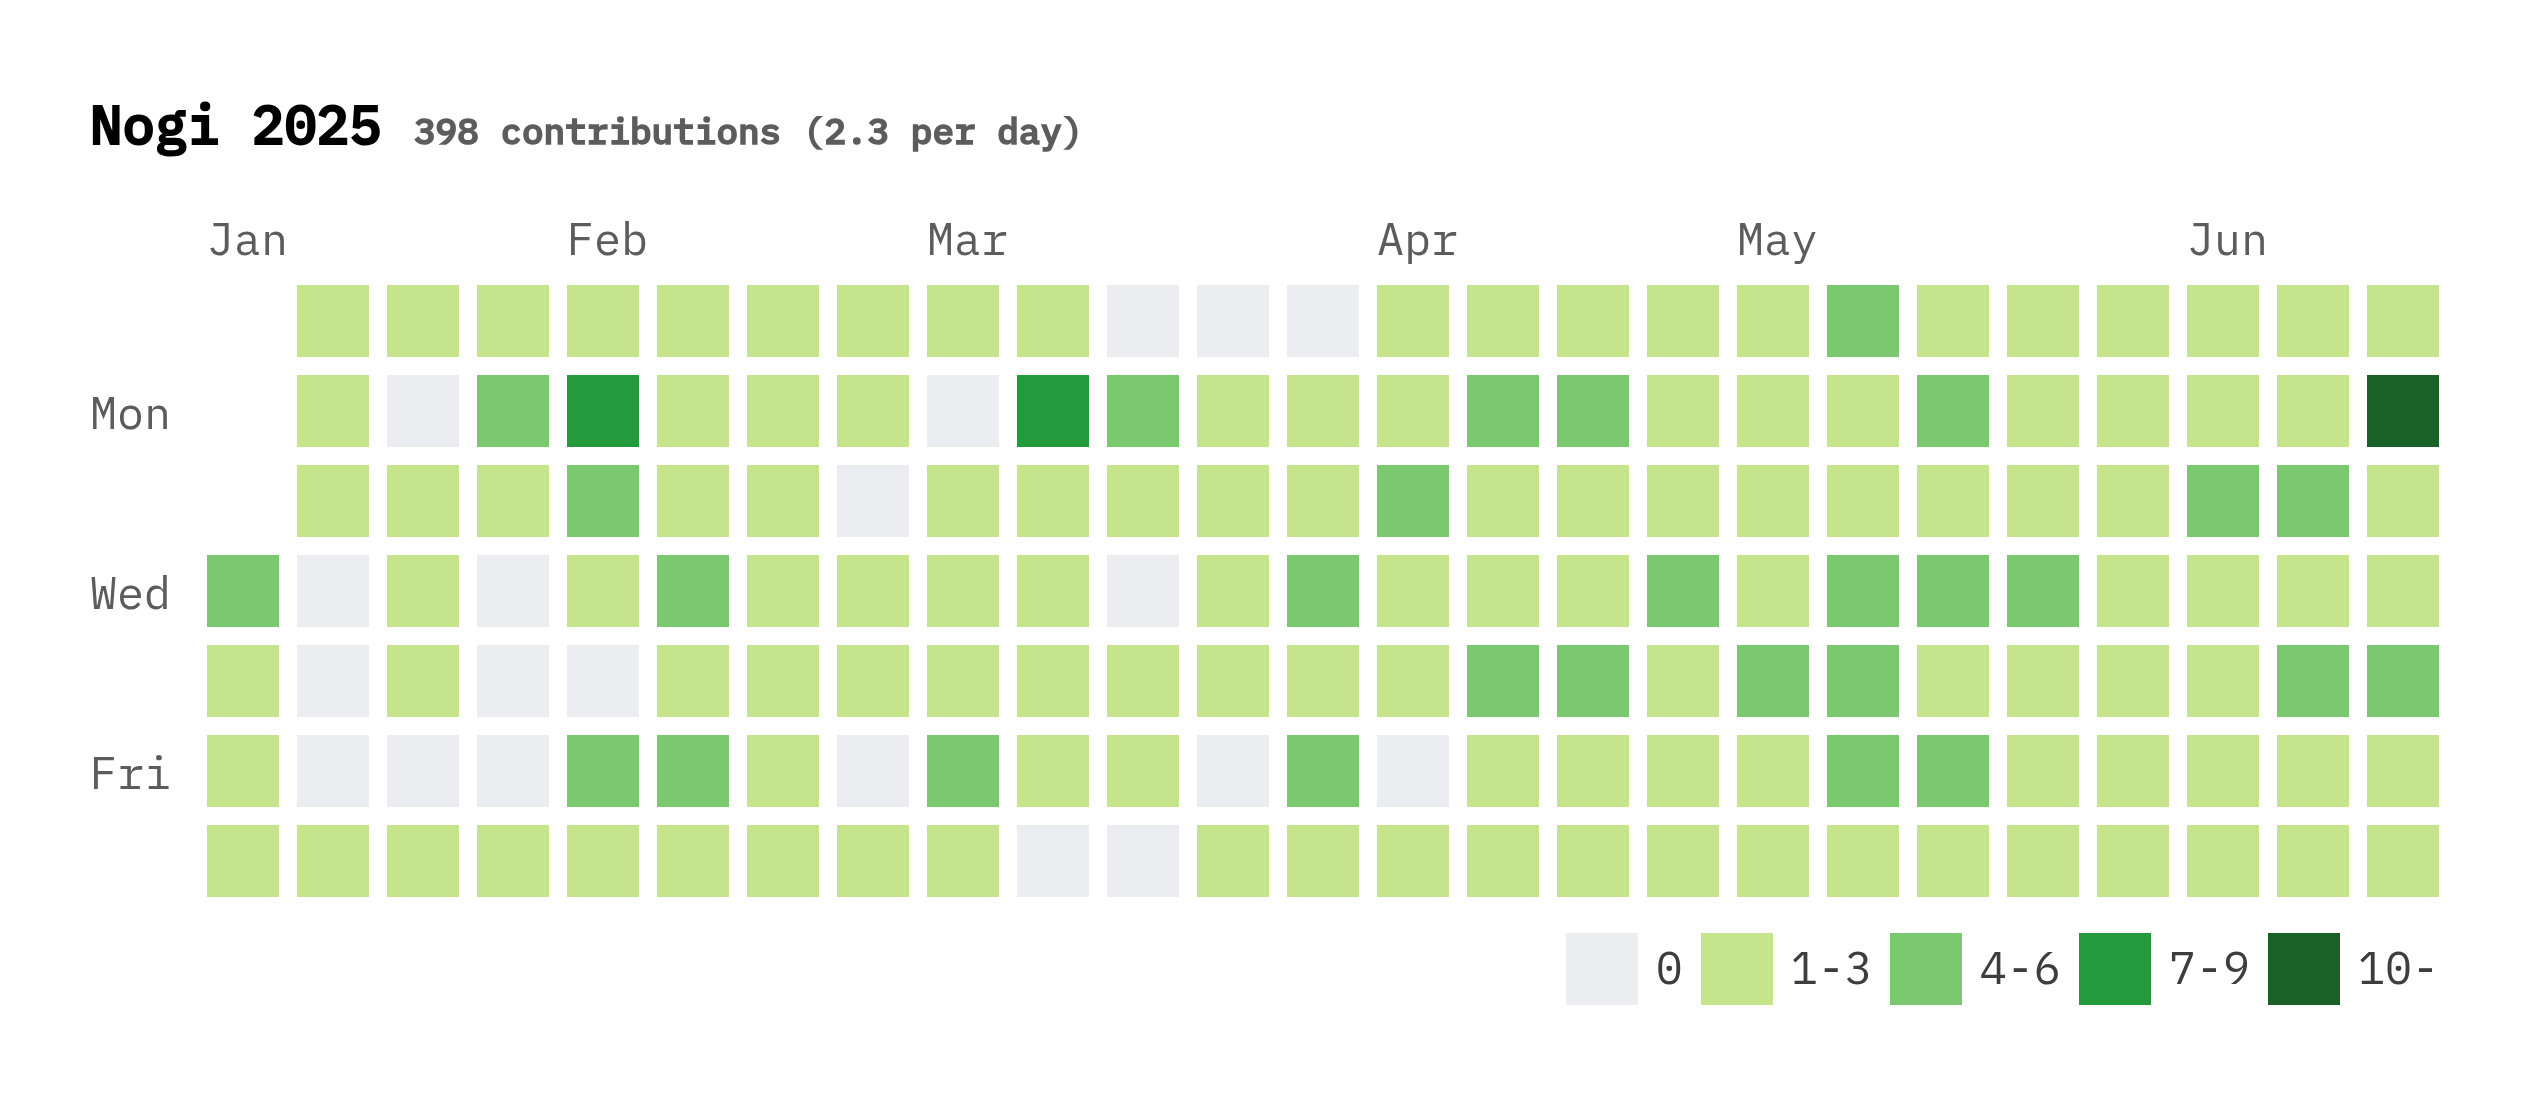 Nogi 2025 398 contributions (2.3 per day)
Jan Feb Mar Apr May Jun
Mon
Wed
Fri
0 1-3 4-6 7-9 10-